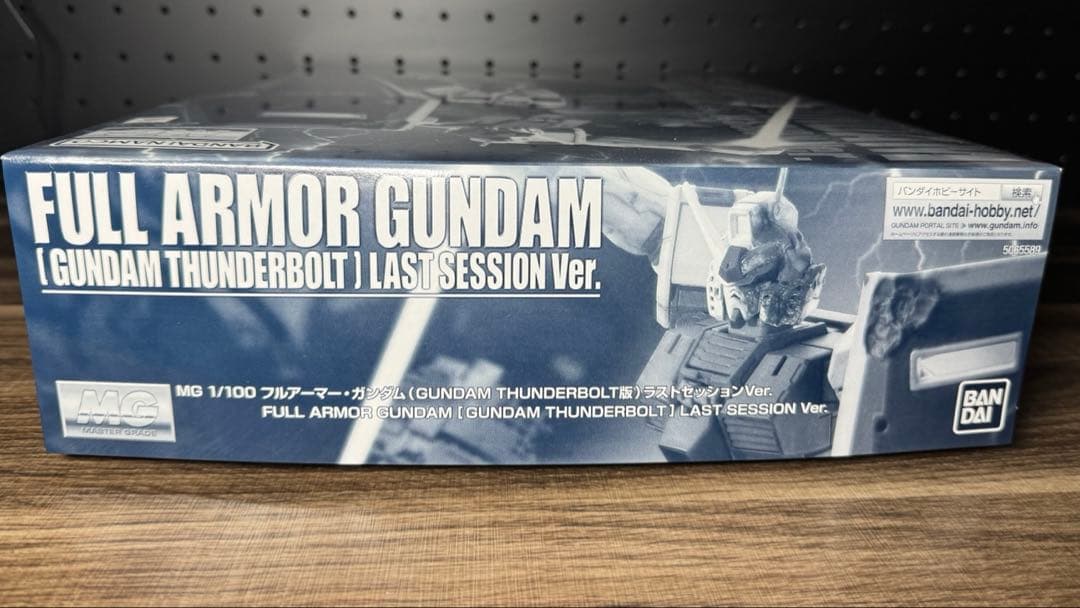 BANDAI NAMCO
FULL ARMOR GUNDAM
[GUNDAM THUNDERBOLT] LAST SESSION Ver.
バンダイホビーサイト 検索
www.bandai-hobby.net/
GUNDAM PORTAL SITE www.gundam.info
5065589
MG
MASTER GRADE
MG 1/100 フルアーマー・ガンダム(GUNDAM THUNDERBOLT版)ラストセッションVer.
FULL ARMOR GUNDAM [GUNDAM THUNDERBOLT] LAST SESSION Ver.
BAN
DAI